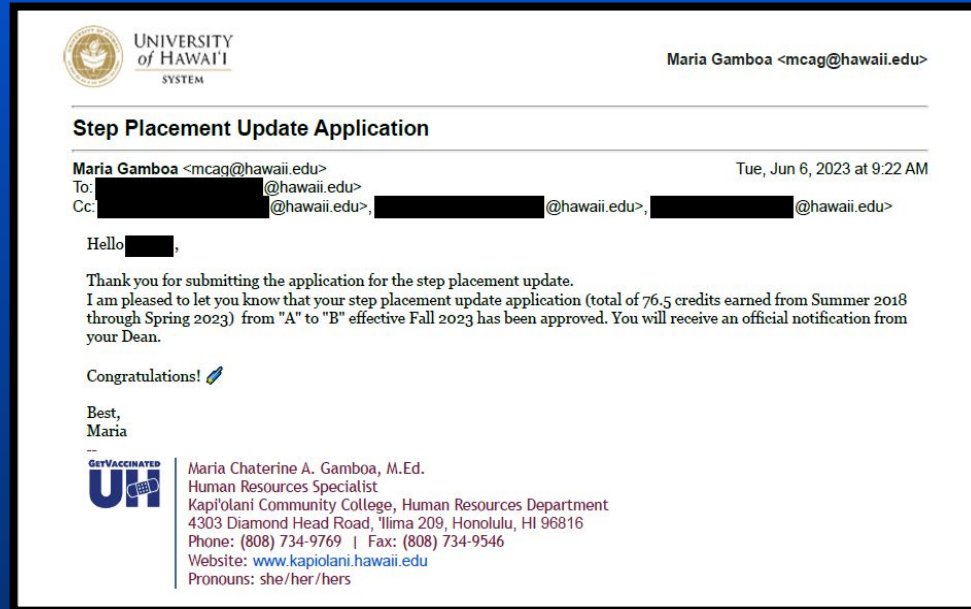 UNIVERSITY
of HAWAI'I
SYSTEM
Maria Gamboa <mcag@hawaii.edu>
Step Placement Update Application
Maria Gamboa <mcag@hawaii.edu>
Tue, Jun 6, 2023 at 9:22 AM
To: @hawaii.edu>
Cc: @hawaii.edu>, @hawaii.edu>, @hawaii.edu>
Hello ,
Thank you for submitting the application for the step placement update.
I am pleased to let you know that your step placement update application (total of 76.5 credits earned from Summer 2018
through Spring 2023) from "A" to "B" effective Fall 2023 has been approved. You will receive an official notification from
your Dean.
Congratulations!
Best,
Maria
--
GETVACCINATED
UH
Maria Chaterine A. Gamboa, M.Ed.
Human Resources Specialist
Kapi'olani Community College, Human Resources Department
4303 Diamond Head Road, 'Ilima 209, Honolulu, HI 96816
Phone: (808) 734-9769 | Fax: (808) 734-9546
Website: www.kapiolani.hawaii.edu
Pronouns: she/her/hers